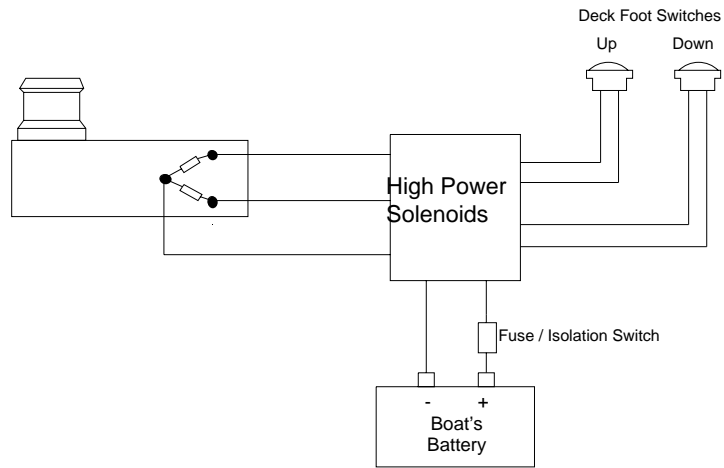 Deck Foot Switches
Up Down
High Power
Solenoids
Fuse / Isolation Switch
- +
Boat's
Battery